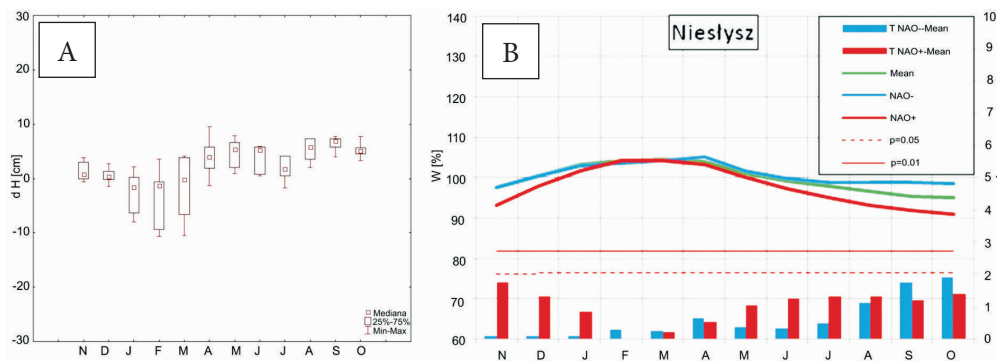 A
d H [cm]
30
20
10
0
-10
-20
-30
N D J F M A M J J A S O
Mediana
25%-75%
Min-Max
B
Niesłysz
W [%]
140
130
120
110
100
90
80
70
60
N D J F M A M J J A S O
10
9
8
7
6
5
4
3
2
1
0
T NAO--Mean
T NAO+-Mean
Mean
NAO-
NAO+
p=0.05
p=0.01